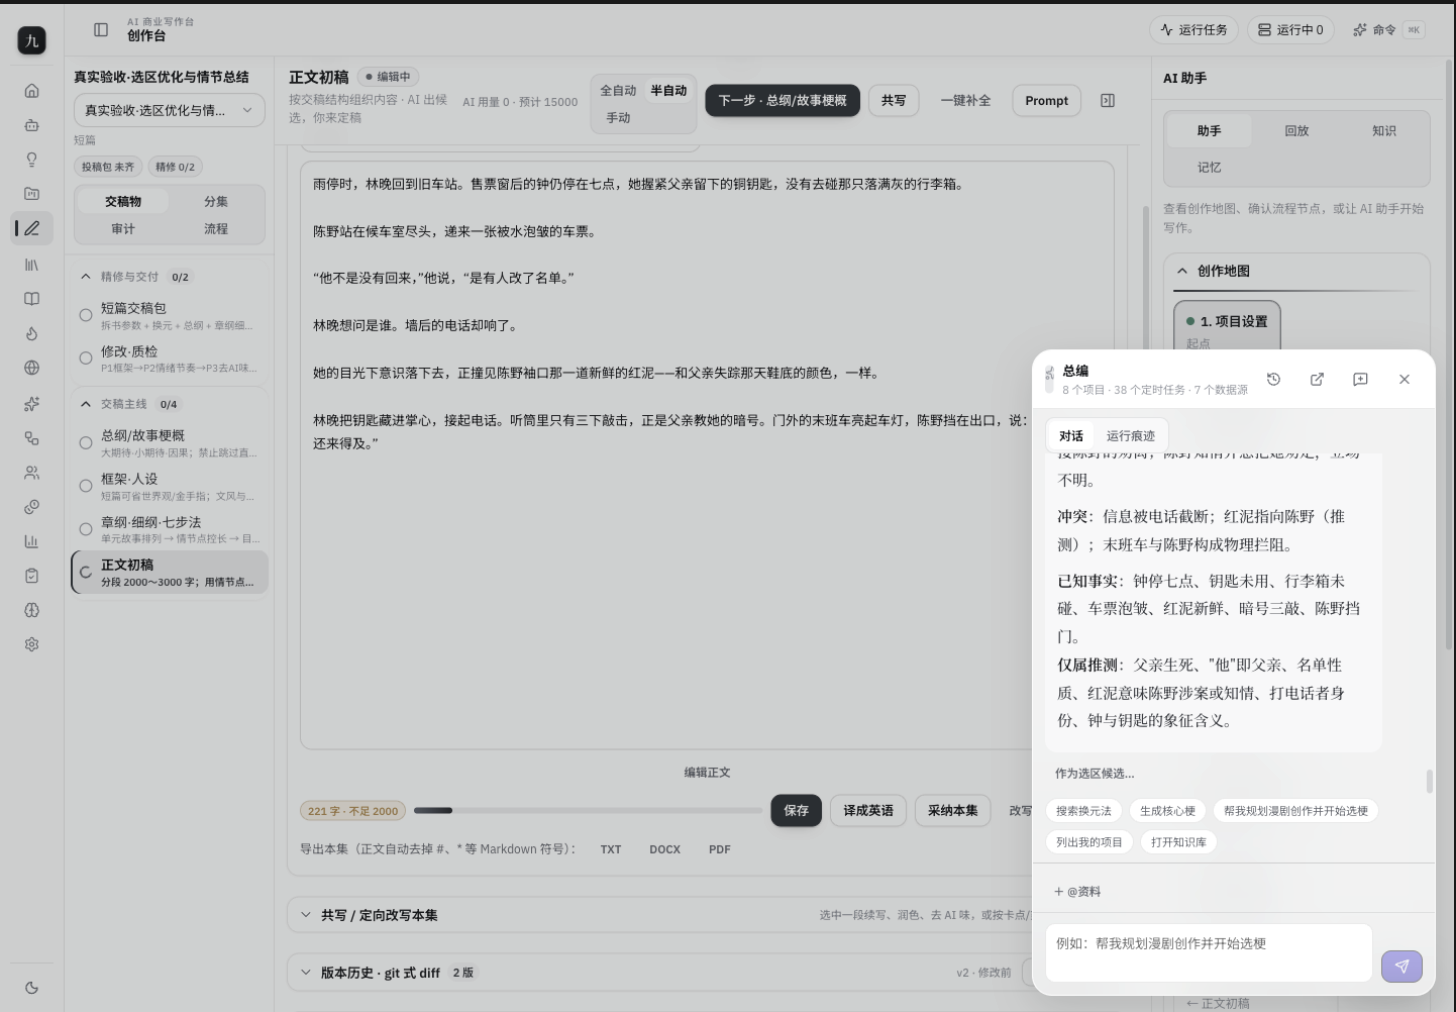 九
AI 商业写作台
创作台
运行任务
运行中 0
命令 ⌘K
真实验收·选区优化与情节总结
真实验收·选区优化与情...
短篇
投稿包 未齐
精修 0/2
交稿物
分集
审计
流程
精修与交付 0/2
短篇交稿包
拆书参数 + 换元 + 总纲 + 章纲细...
修改·质检
P1框架→P2情绪节奏→P3去AI味...
交稿主线 0/4
总纲/故事梗概
大期待·小期待·因果；禁止跳过直...
框架·人设
短篇可省世界观/金手指；文风与...
章纲·细纲·七步法
单元故事排列 → 情节点控长 → 目...
正文初稿
分段 2000～3000 字；用情节点...
正文初稿
编辑中
按交稿结构组织内容 · AI 出候
选，你来定稿
AI 用量 0 · 预计 15000
全自动
半自动
手动
下一步 · 总纲/故事梗概
共写
一键补全
Prompt
雨停时，林晚回到旧车站。售票窗后的钟仍停在七点，她握紧父亲留下的铜钥匙，没有去碰那只落满灰的行李箱。
陈野站在候车室尽头，递来一张被水泡皱的车票。
“他不是没有回来，”他说，“是有人改了名单。”
林晚想问是谁。墙后的电话却响了。
她的目光下意识落下去，正撞见陈野袖口那一道新鲜的红泥——和父亲失踪那天鞋底的颜色，一样。
林晚把钥匙藏进掌心，接起电话。听筒里只有三下敲击，正是父亲教她的暗号。门外的末班车亮起车灯，陈野挡在出口，说：
还来得及。”
编辑正文
221 字 · 不足 2000
保存
译成英语
采纳本集
改写
导出本集（正文自动去掉 #、* 等 Markdown 符号）：
TXT
DOCX
PDF
共写 / 定向改写本集
选中一段续写、润色、去 AI 味，或按卡点/
版本历史 · git 式 diff 2 版
v2 · 修改前
AI 助手
助手
回放
知识
记忆
查看创作地图、确认流程节点，或让 AI 助手开始
写作。
创作地图
1. 项目设置
起点
总编
8 个项目 · 38 个定时任务 · 7 个数据源
对话
运行痕迹
不明。
冲突：信息被电话截断；红泥指向陈野（推
测）；末班车与陈野构成物理拦阻。
已知事实：钟停七点、钥匙未用、行李箱未
碰、车票泡皱、红泥新鲜、暗号三敲、陈野挡
门。
仅属推测：父亲生死、"他"即父亲、名单性
质、红泥意味陈野涉案或知情、打电话者身
份、钟与钥匙的象征含义。
作为选区候选...
搜索换元法
生成核心梗
帮我规划漫剧创作并开始选梗
列出我的项目
打开知识库
+ @资料
例如：帮我规划漫剧创作并开始选梗
← 正文初稿